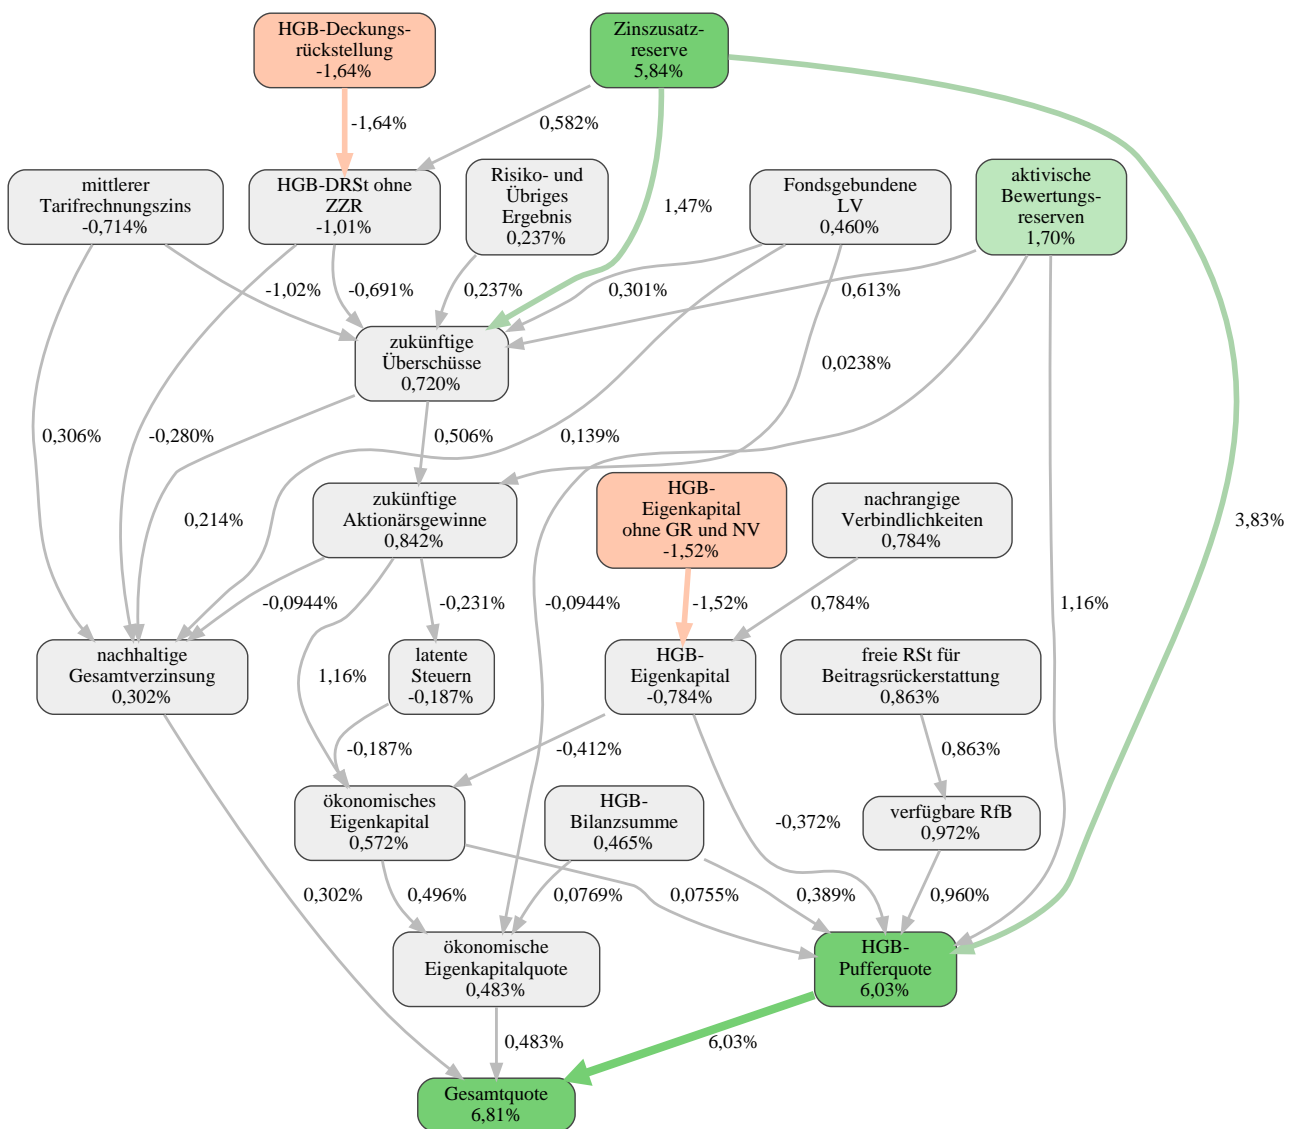 HGB-Deckungs-
rückstellung
-1,64%
Zinszusatz-
reserve
5,84%
-1,64%
0,582%
mittlerer
Tarifrechnungszins
-0,714%
HGB-DRSt ohne
ZZR
-1,01%
Risiko- und
Übriges
Ergebnis
0,237%
1,47%
Fondsgebundene
LV
0,460%
aktivische
Bewertungs-
reserven
1,70%
-1,02%
-0,691%
0,237%
0,301%
0,613%
zukünftige
Überschüsse
0,720%
0,0238%
0,306%
-0,280%
0,506%
0,139%
zukünftige
Aktionärsgewinne
0,842%
HGB-
Eigenkapital
ohne GR und NV
-1,52%
nachrangige
Verbindlichkeiten
0,784%
0,214%
3,83%
-0,0944%
-0,231%
-0,0944%
-1,52%
0,784%
1,16%
nachhaltige
Gesamtverzinsung
0,302%
1,16%
latente
Steuern
-0,187%
HGB-
Eigenkapital
-0,784%
freie RSt für
Beitragsrückerstattung
0,863%
-0,187%
-0,412%
0,863%
ökonomisches
Eigenkapital
0,572%
HGB-
Bilanzsumme
0,465%
-0,372%
verfügbare RfB
0,972%
0,302%
0,496%
0,0769%
0,0755%
0,389%
0,960%
ökonomische
Eigenkapitalquote
0,483%
HGB-
Pufferquote
6,03%
0,483%
6,03%
Gesamtquote
6,81%